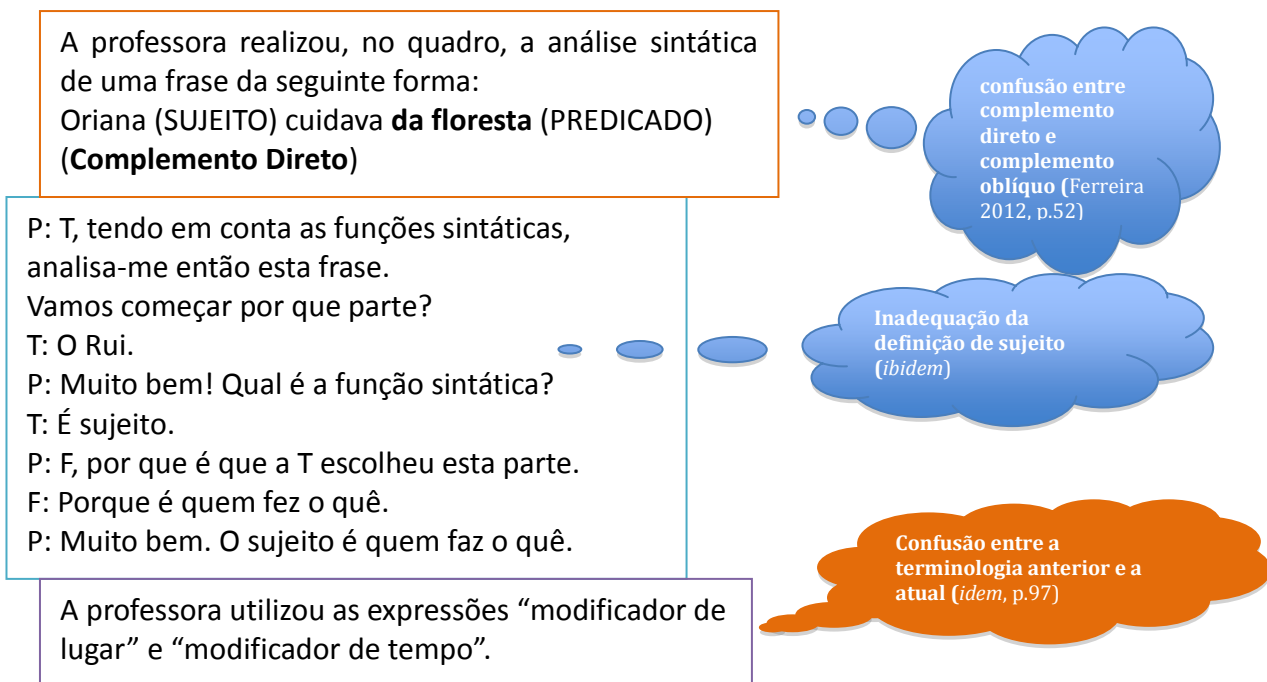 A professora realizou, no quadro, a análise sintática
de uma frase da seguinte forma:
Oriana (SUJEITO) cuidava da floresta (PREDICADO)
(Complemento Direto)
confusão entre
complemento
direto e
complemento
oblíquo (Ferreira
2012, p.52)
P: T, tendo em conta as funções sintáticas,
analisa-me então esta frase.
Vamos começar por que parte?
T: O Rui.
P: Muito bem! Qual é a função sintática?
T: É sujeito.
P: F, por que é que a T escolheu esta parte.
F: Porque é quem fez o quê.
P: Muito bem. O sujeito é quem faz o quê.
Inadequação da
definição de sujeito
(ibidem)
A professora utilizou as expressões “modificador de
lugar” e “modificador de tempo”.
Confusão entre a
terminologia anterior e a
atual (idem, p.97)